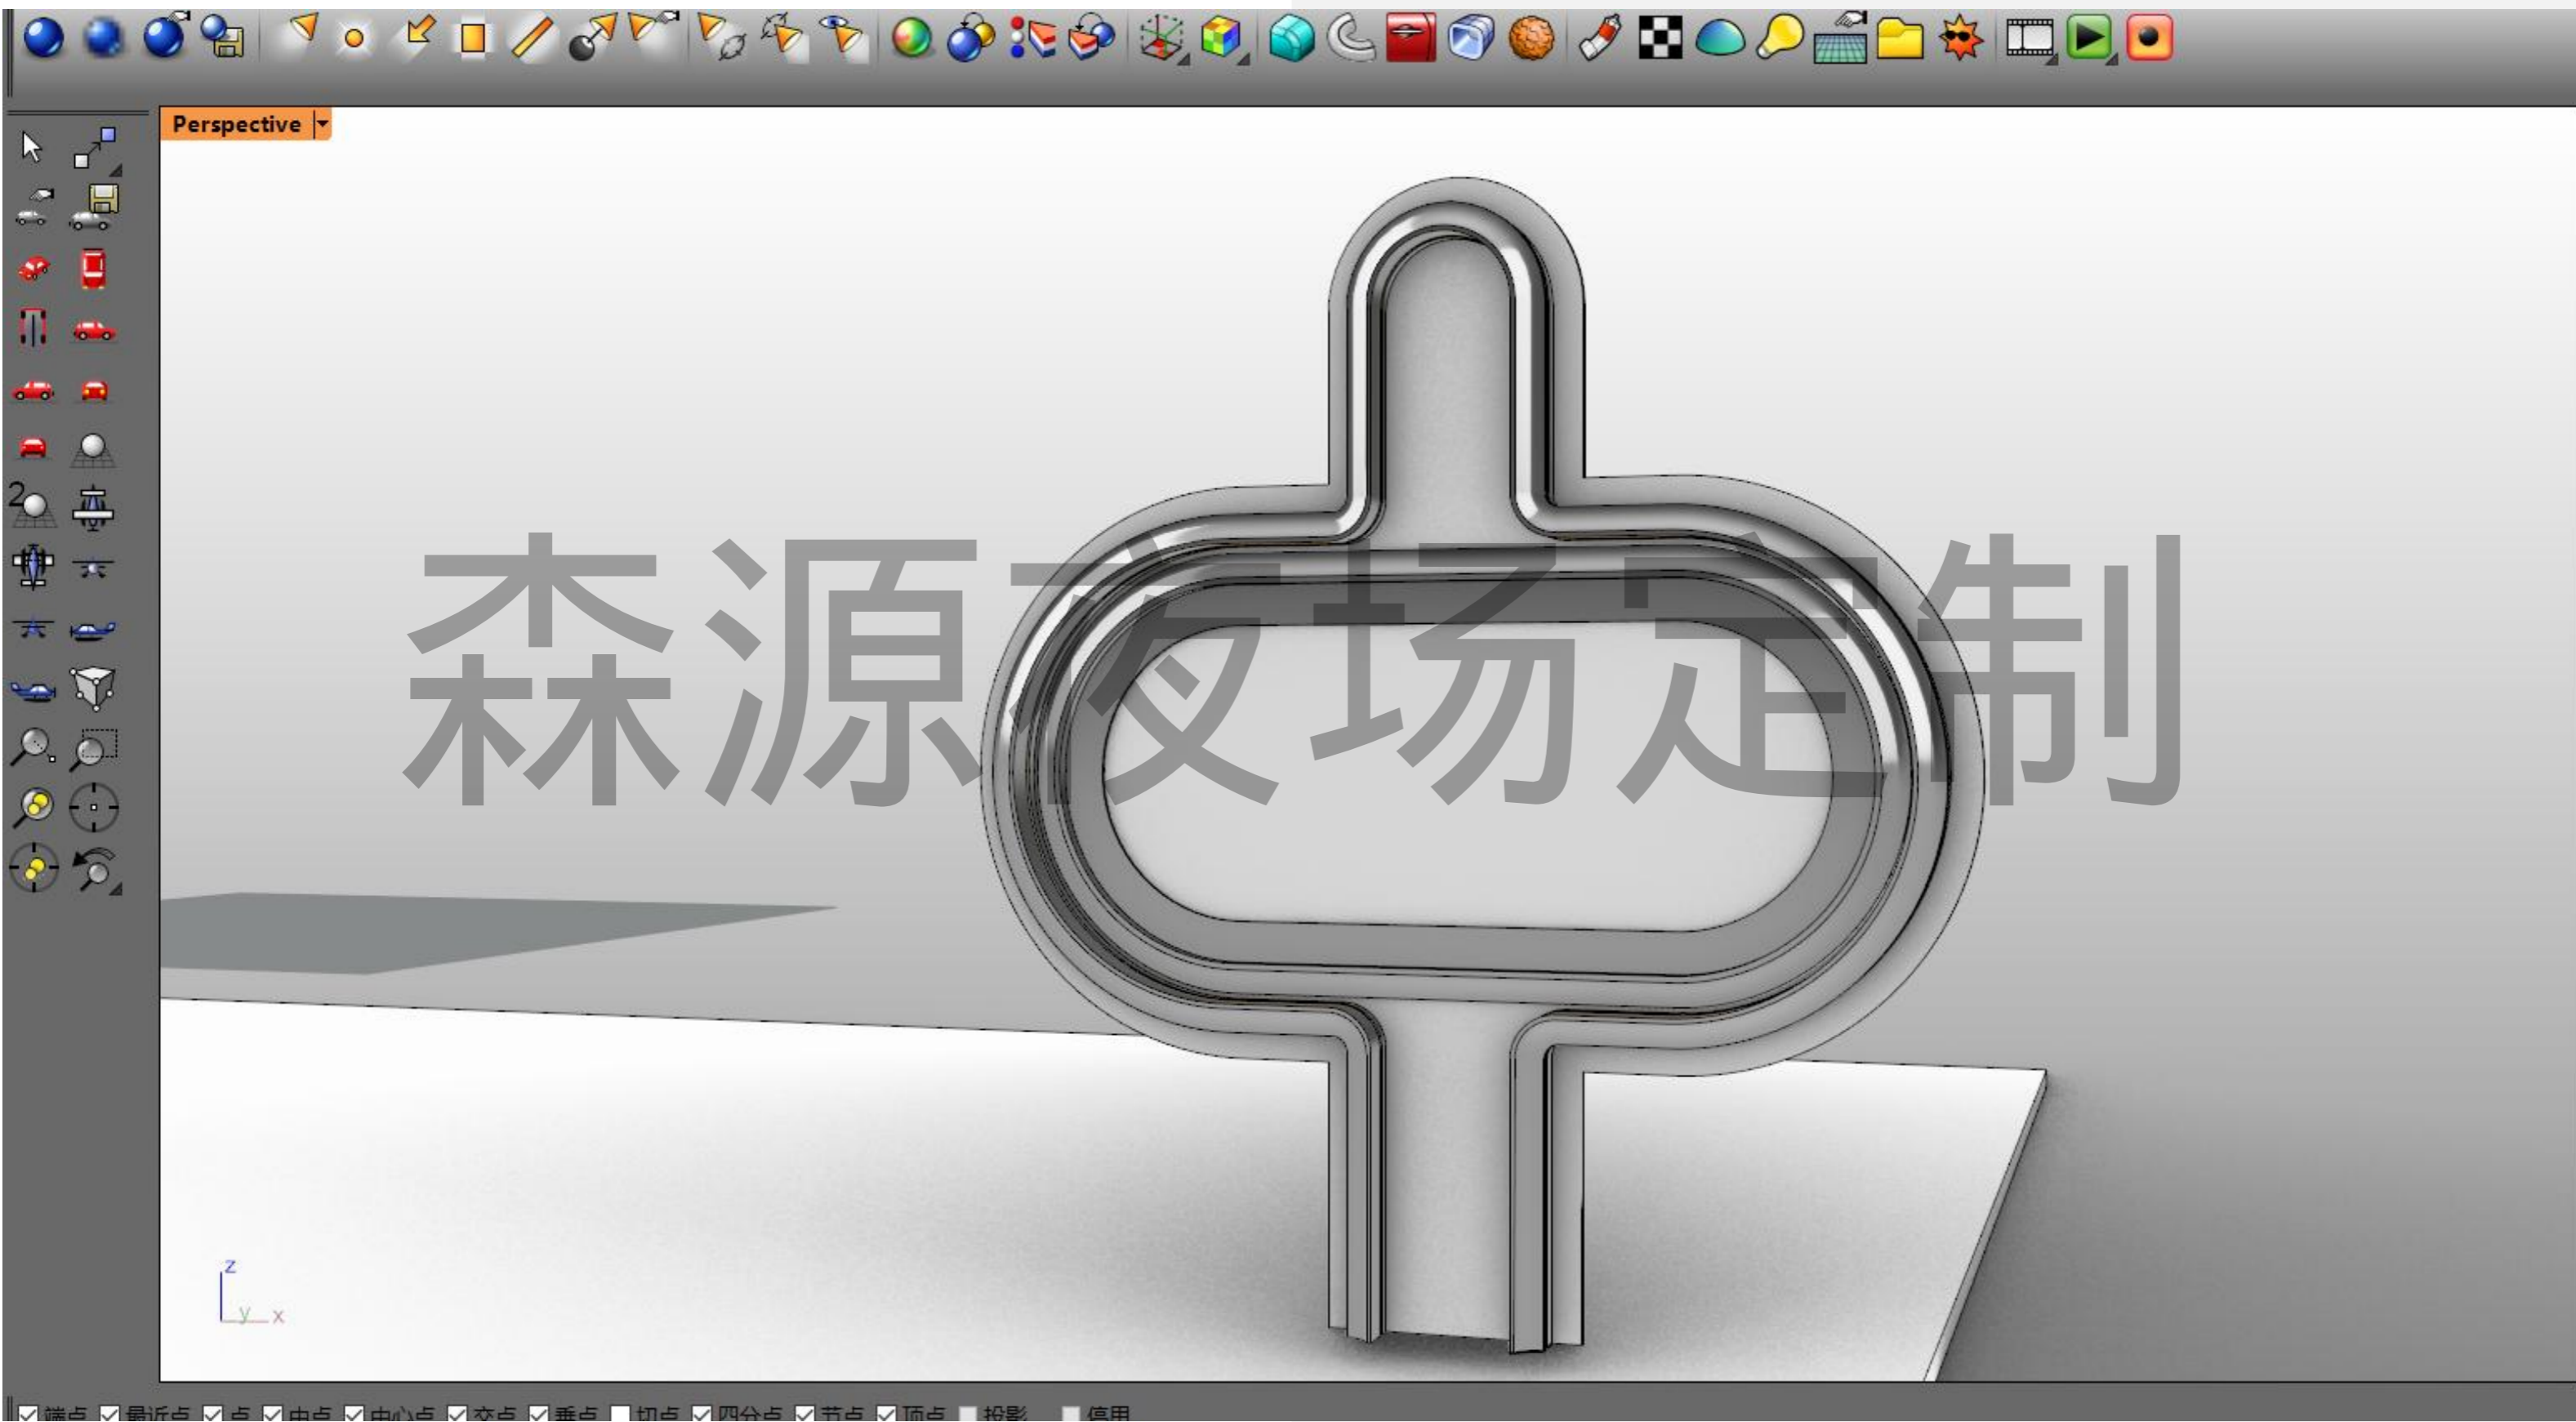 Perspective
2
森源夜场定制
z
y x
端点 最近点 点 中点 中心点 交点 垂点 切点 四分点 节点 顶点 投影 停用